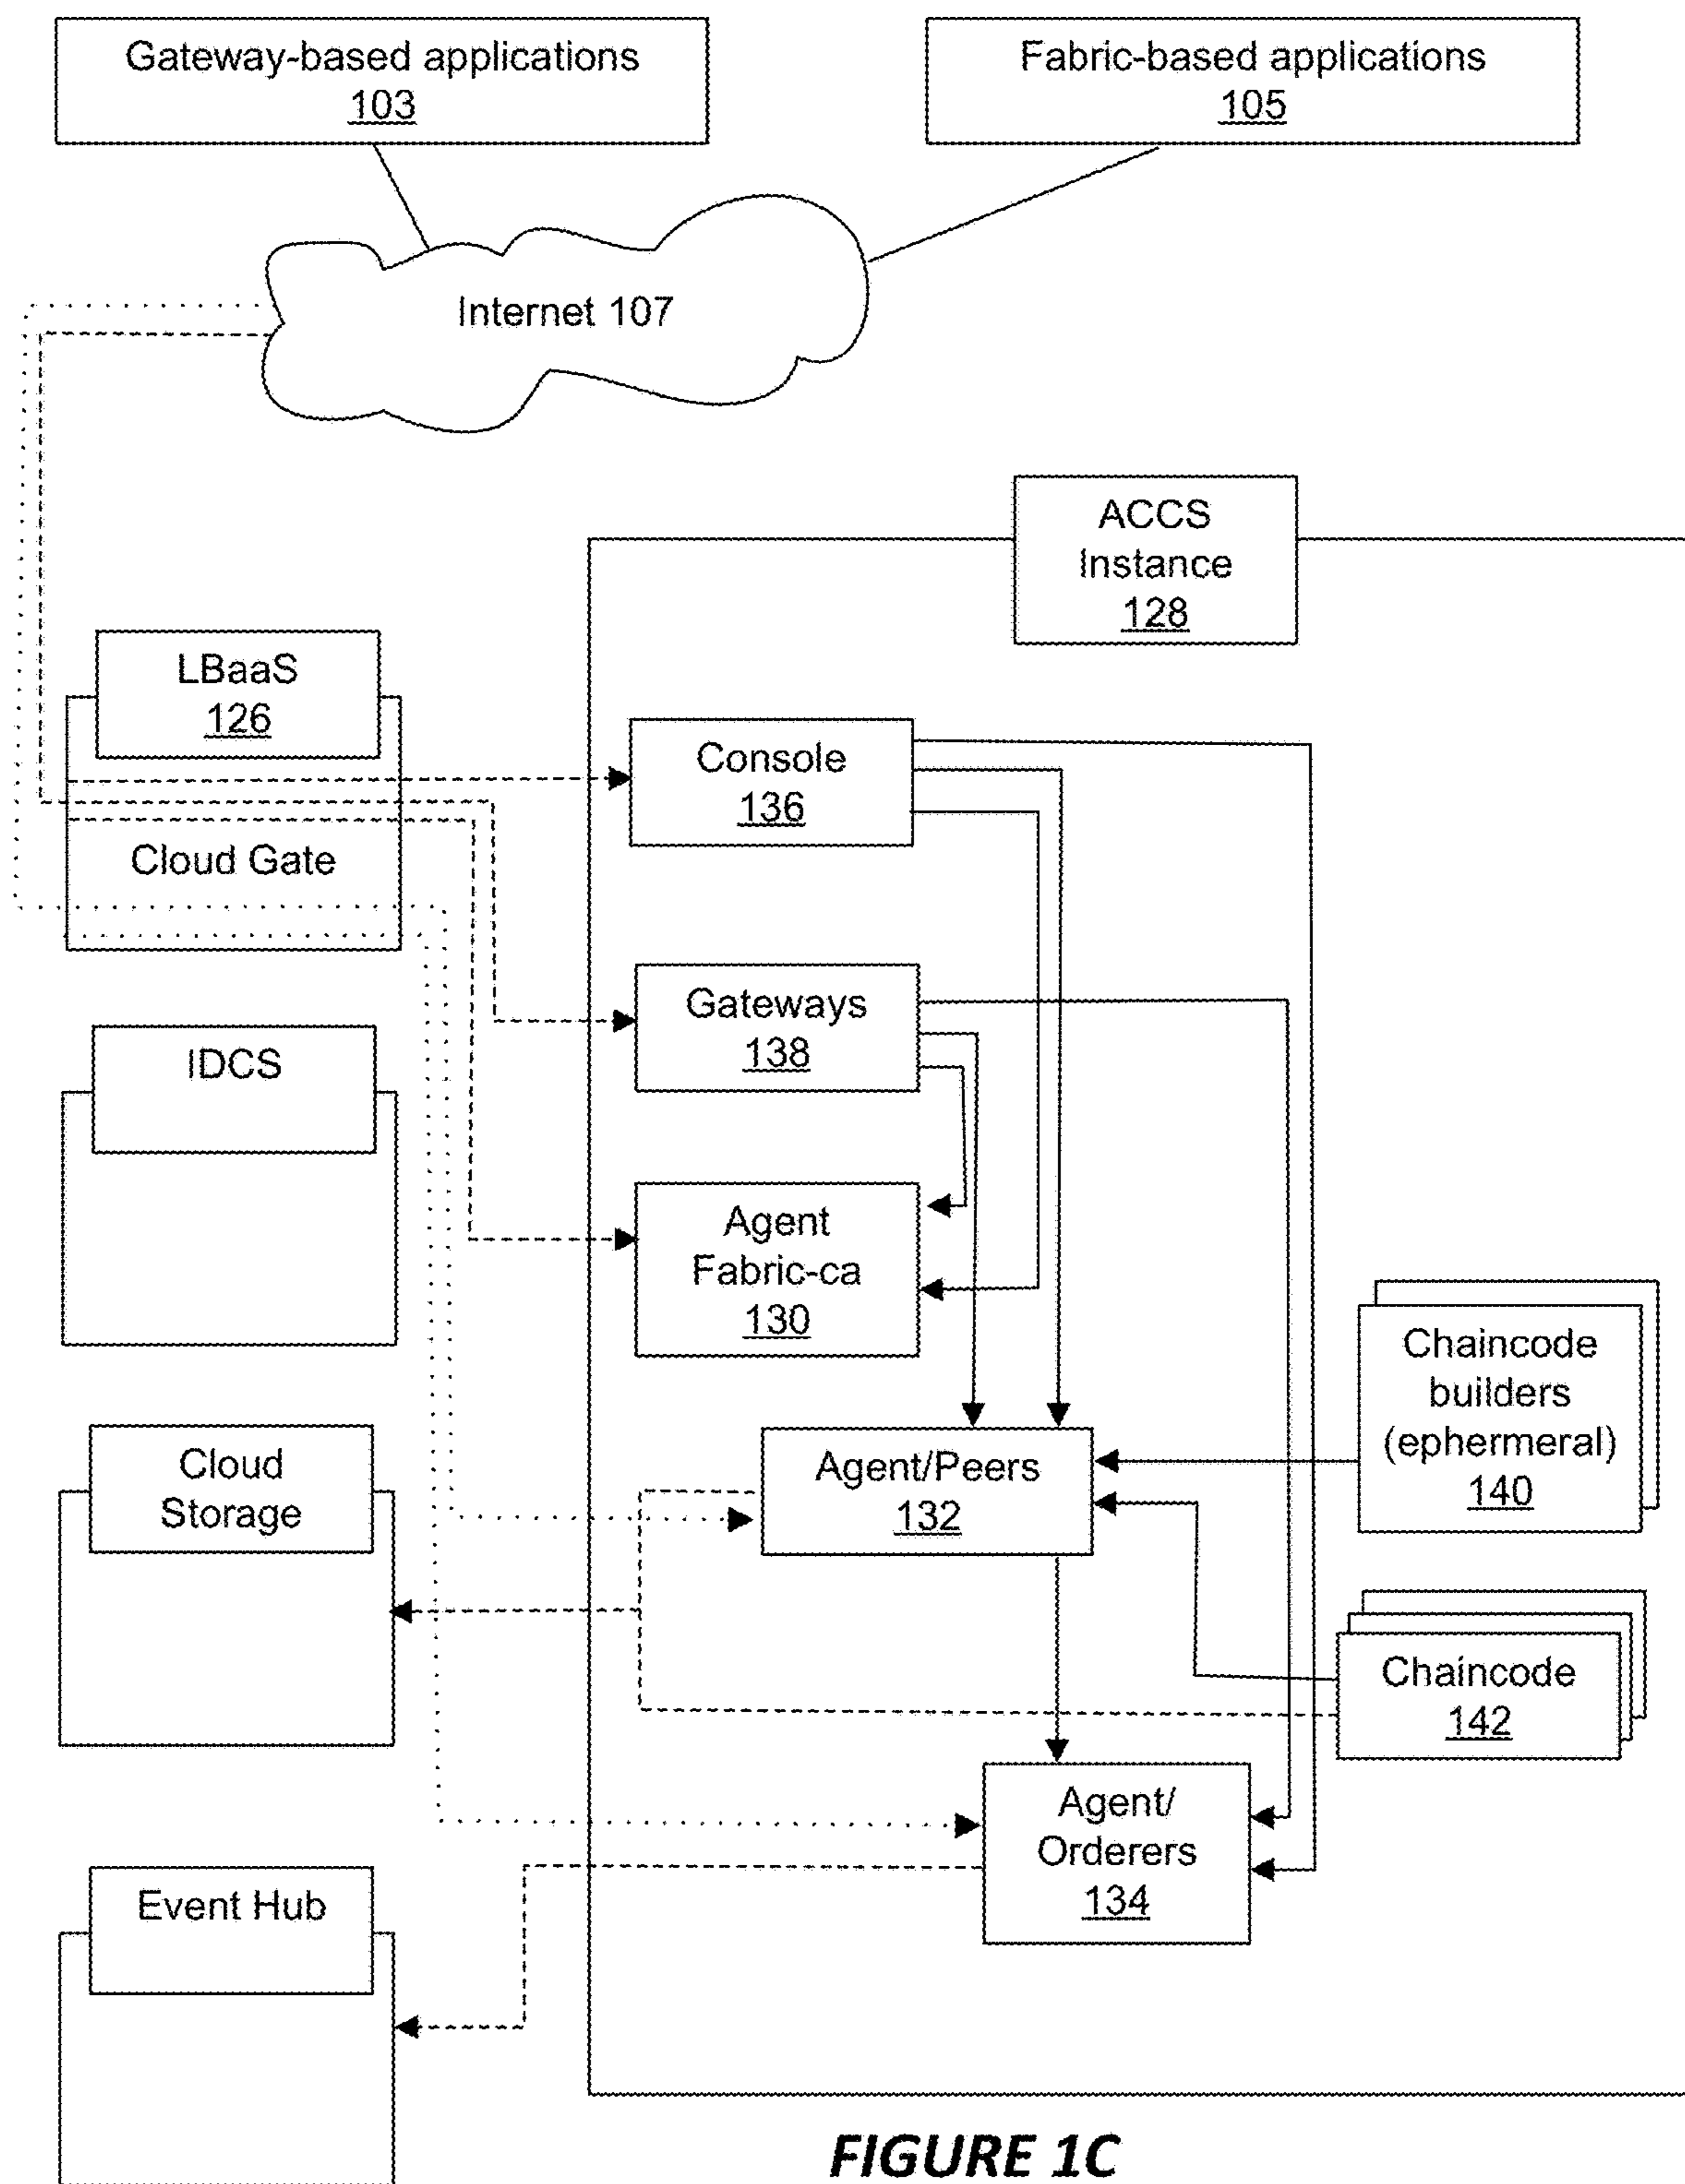 Gateway-based applications
103
Fabric-based applications
105
Internet 107
ACCS
Instance
128
LBaaS
126
Cloud Gate
Console
136
Gateways
138
IDCS
Agent
Fabric-ca
130
Chaincode
builders
(ephermeral)
140
Cloud
Storage
Agent/Peers
132
Chaincode
142
Agent/
Orderers
134
Event Hub
FIGURE 1C